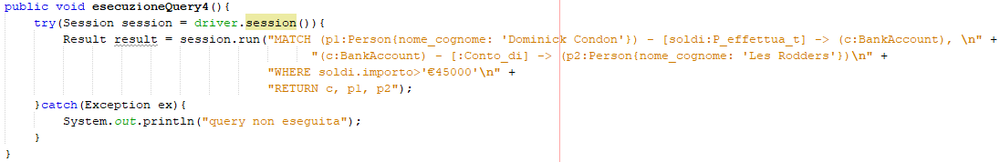 public void esecuzioneQuery4(){
try(Session session = driver.session()){
Result result = session.run("MATCH (p1:Person{nome_cognome: 'Dominick Condon'}) - [soldi:P_effettua_t] -> (c:BankAccount), \n" +
"(c:BankAccount) - [:Conto_di] -> (p2:Person{nome_cognome: 'Les Rodders'})\n" +
"WHERE soldi.importo>'€45000'\n" +
"RETURN c, p1, p2");
}catch(Exception ex){
System.out.println("query non eseguita");
}
}